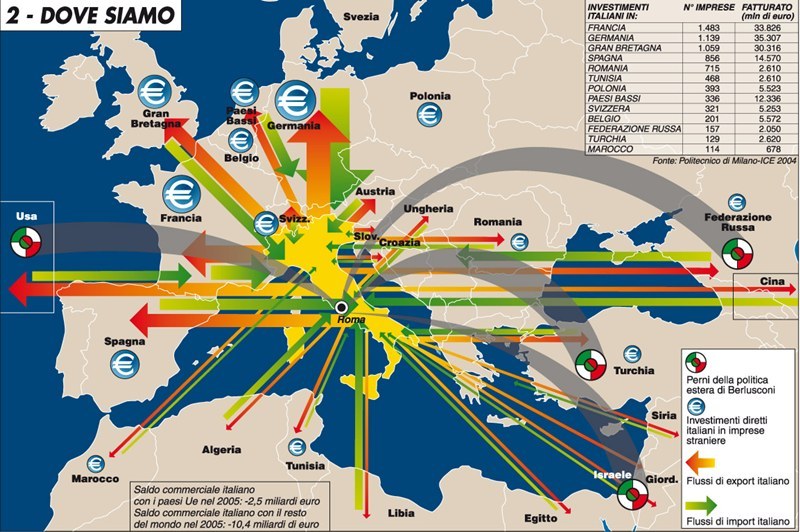 2 - DOVE SIAMO
Svezia
INVESTIMENTI ITALIANI IN: N° IMPRESE FATTURATO (mln di euro)
FRANCIA 1.483 33.826
GERMANIA 1.139 35.307
GRAN BRETAGNA 1.059 30.316
SPAGNA 856 14.570
ROMANIA 715 2.610
TUNISIA 468 2.610
POLONIA 393 5.523
PAESI BASSI 336 12.336
SVIZZERA 321 5.253
BELGIO 201 5.572
FEDERAZIONE RUSSA 157 2.050
TURCHIA 129 2.620
MAROCCO 114 678
Fonte: Politecnico di Milano-ICE 2004
Gran
Bretagna
Paesi
Bassi
Germania
Polonia
Belgio
Austria
Francia
Svizz.
Ungheria
Slov.
Croazia
Romania
Federazione
Russa
Usa
Cina
Roma
Spagna
Turchia
Perni della politica
estera di Berlusconi
Investimenti diretti
italiani in imprese
straniere
Flussi di export italiano
Flussi di import italiano
Siria
Israele
Giord.
Algeria
Tunisia
Marocco
Libia
Egitto
Saldo commerciale italiano
con i paesi Ue nel 2005: -2,5 miliardi euro
Saldo commerciale italiano con il resto
del mondo nel 2005: -10,4 miliardi di euro